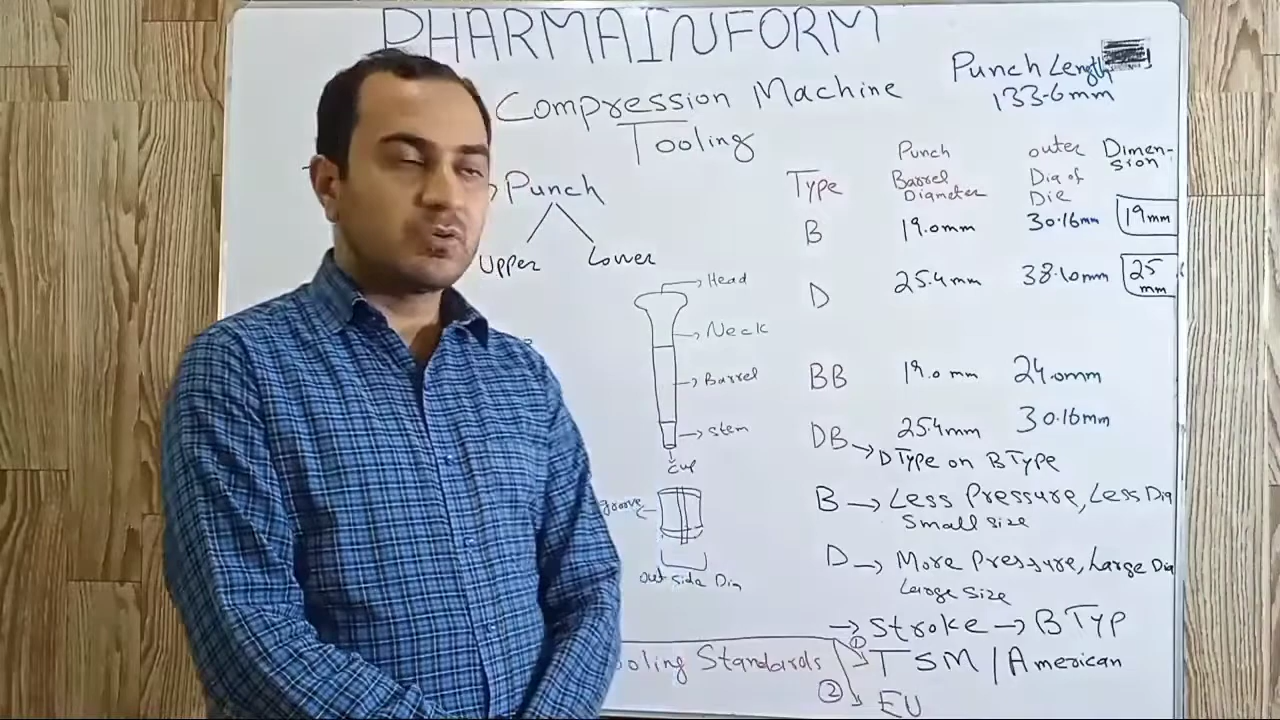 PHARMAINFORM
Compression Machine
Tooling
Punch Length
133.6mm
Punch
Upper
Lower
Head
Neck
Barrel
Stem
Cup
groove
Outside Dia
Type
Punch
Barrel
Diameter
outer
Dia of
Die
Dimen-
sion
B 19.0mm 30.16mm 19mm
D 25.4mm 38.10mm 25
mm
BB 19.0mm 24.0mm
DB 25.4mm 30.16mm
D Type on B Type
B → Less Pressure, Less Dia
Small size
D → More Pressure, Large Dia
Large Size
→ Stroke → B Typ
ooling Standards
① TSM / American
② EU